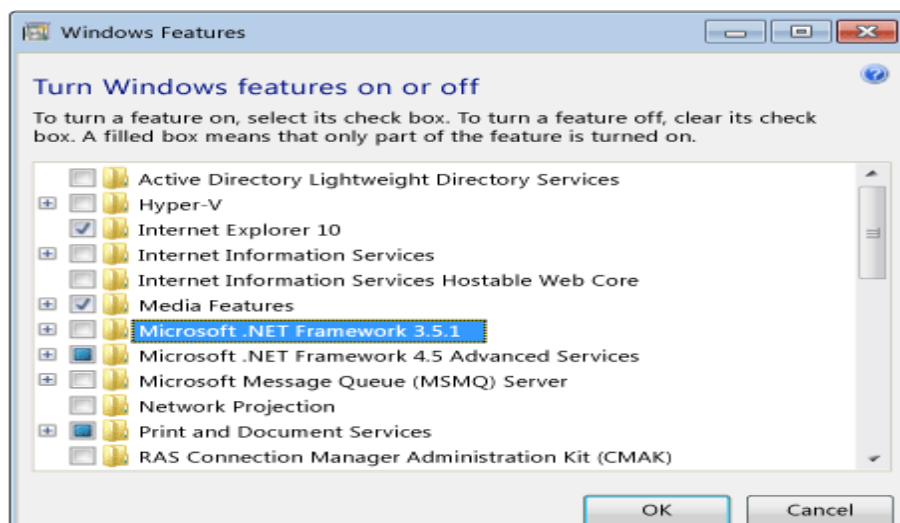 Windows Features
Turn Windows features on or off
To turn a feature on, select its check box. To turn a feature off, clear its check
box. A filled box means that only part of the feature is turned on.
Active Directory Lightweight Directory Services
Hyper-V
Internet Explorer 10
Internet Information Services
Internet Information Services Hostable Web Core
Media Features
Microsoft .NET Framework 3.5.1
Microsoft .NET Framework 4.5 Advanced Services
Microsoft Message Queue (MSMQ) Server
Network Projection
Print and Document Services
RAS Connection Manager Administration Kit (CMAK)
OK Cancel